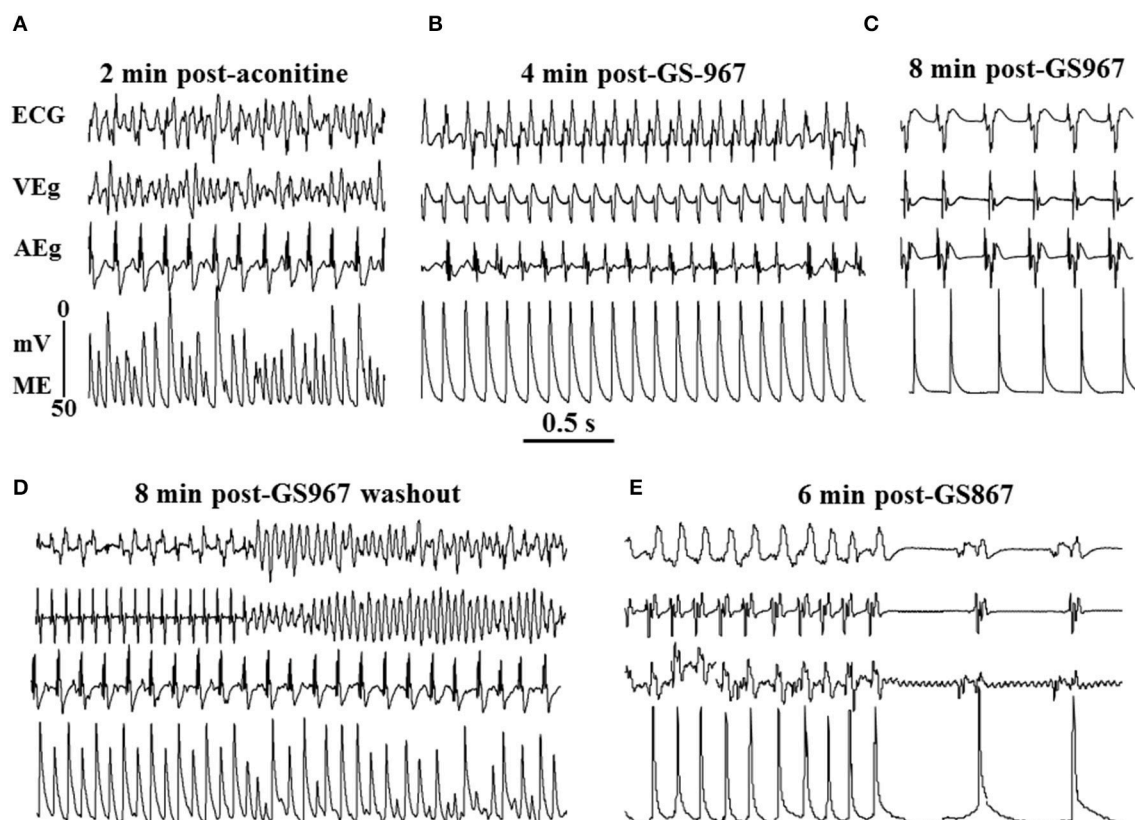 A
B
C
2 min post-aconitine
4 min post-GS-967
8 min post-GS967
ECG
VEg
AEg
0
mV
ME
50
0.5 s
D
E
8 min post-GS967 washout
6 min post-GS867